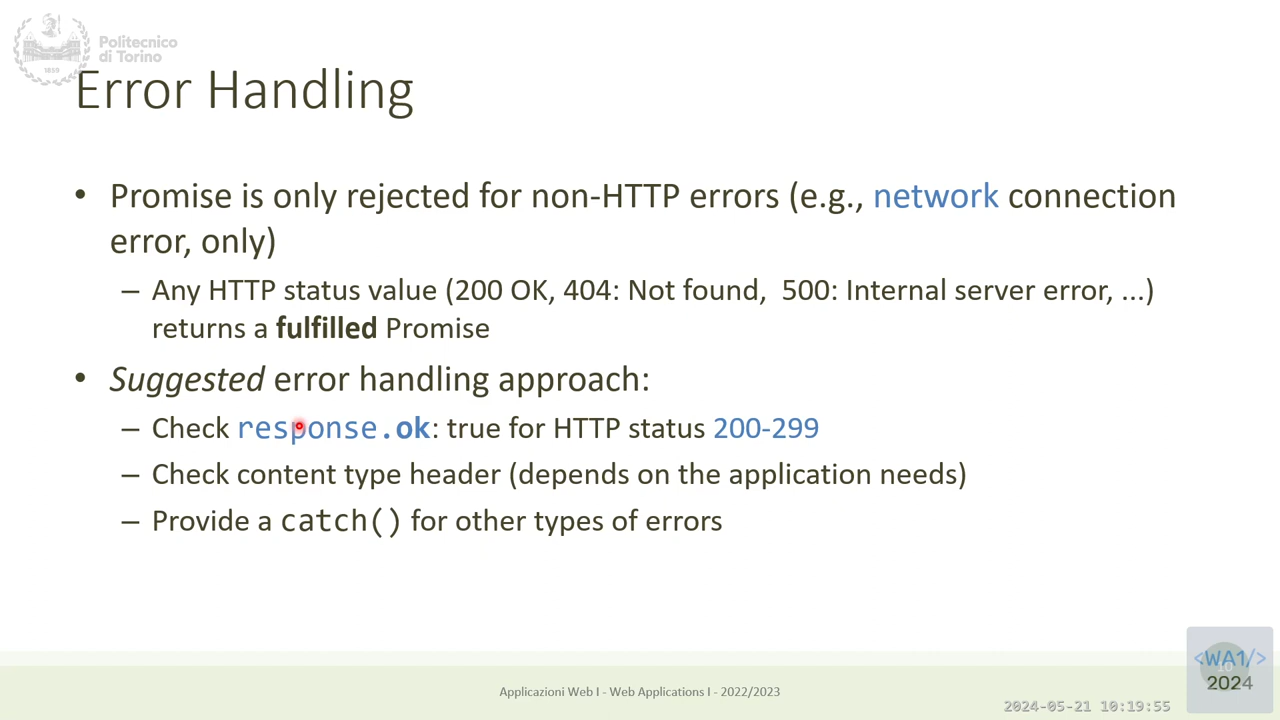 Politecnico
di Torino
1859
Error Handling
• Promise is only rejected for non-HTTP errors (e.g., network connection
error, only)
– Any HTTP status value (200 OK, 404: Not found,  500: Internal server error, ...)
returns a fulfilled Promise
• Suggested error handling approach:
– Check response.ok: true for HTTP status 200-299
– Check content type header (depends on the application needs)
– Provide a catch() for other types of errors
Applicazioni Web I - Web Applications I - 2022/2023
<WA1/>
10
2024
2024-05-21 10:19:55